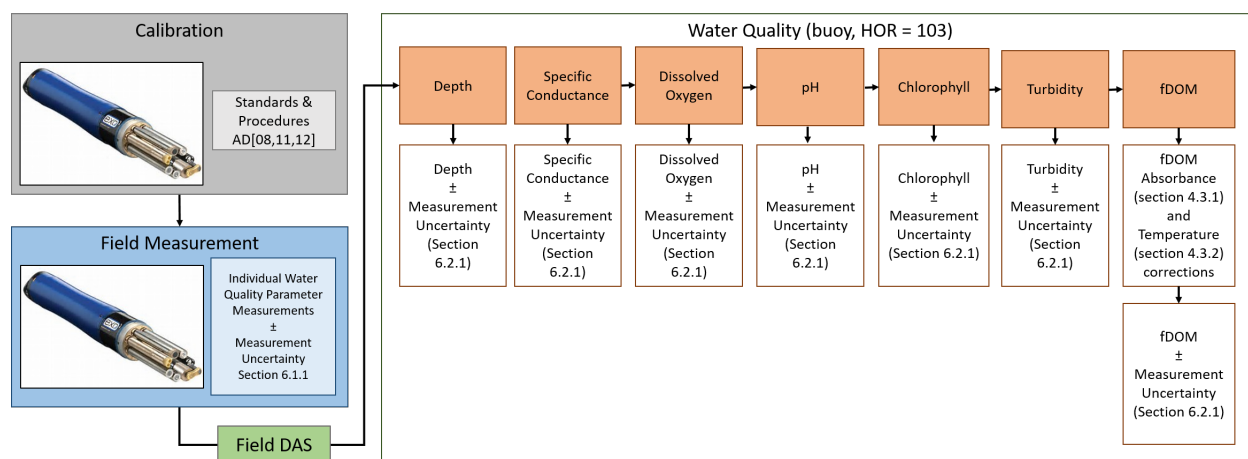 Calibration
Standards &
Procedures
AD[08,11,12]
Field Measurement
Individual Water
Quality Parameter
Measurements
±
Measurement
Uncertainty
Section 6.1.1
Field DAS
Water Quality (buoy, HOR = 103)
Depth
Specific
Conductance
Dissolved
Oxygen
pH
Chlorophyll
Turbidity
fDOM
Depth
±
Measurement
Uncertainty
(Section
6.2.1)
Specific
Conductance
±
Measurement
Uncertainty
(Section
6.2.1)
Dissolved
Oxygen
±
Measurement
Uncertainty
(Section
6.2.1)
pH
±
Measurement
Uncertainty
(Section
6.2.1)
Chlorophyll
±
Measurement
Uncertainty
(Section 6.2.1)
Turbidity
±
Measurement
Uncertainty
(Section
6.2.1)
fDOM
Absorbance
(section 4.3.1)
and
Temperature
(section 4.3.2)
corrections
fDOM
±
Measurement
Uncertainty
(Section 6.2.1)